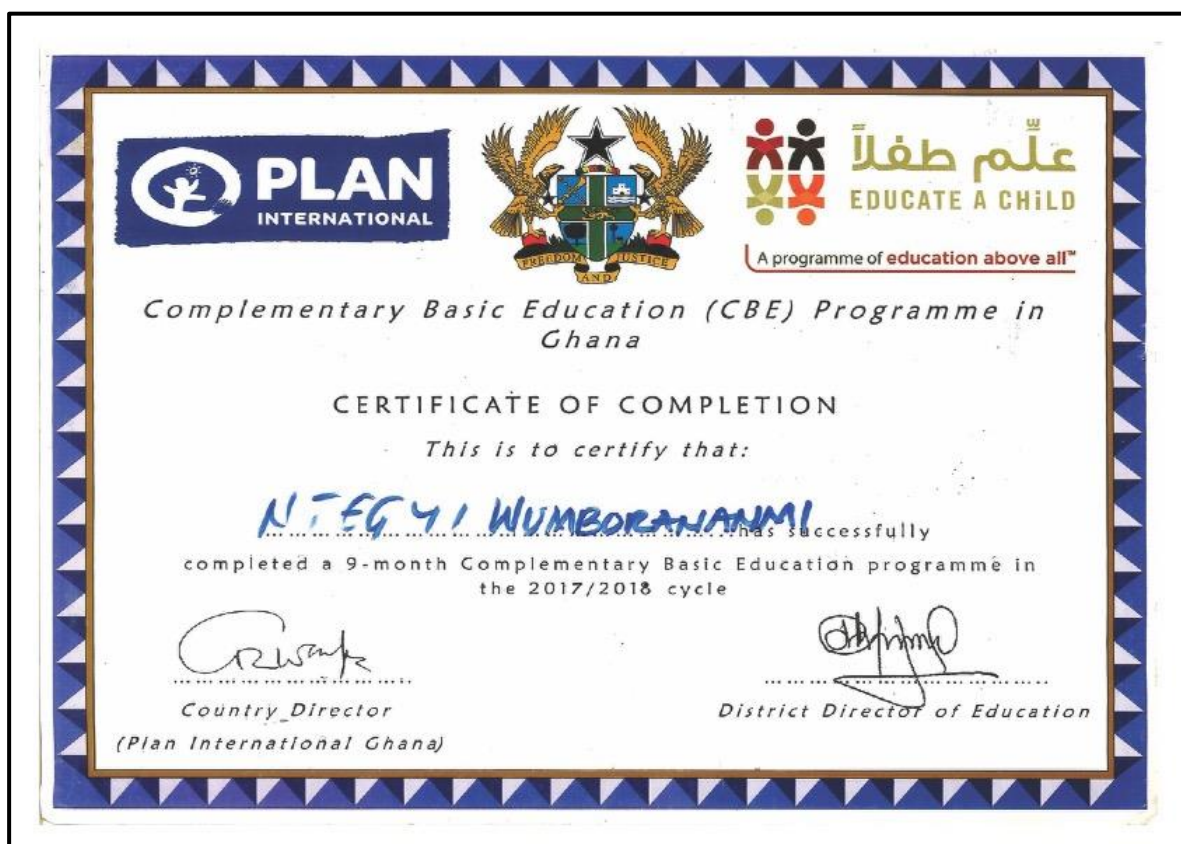 PLAN
INTERNATIONAL
FREEDOM AND JUSTICE
علّم طفلاً
EDUCATE A CHiLD
A programme of education above all™
Complementary Basic Education (CBE) Programme in
Ghana
CERTIFICATE OF COMPLETION
This is to certify that:
NTEGYI WUMBORANANMI has successfully
completed a 9-month Complementary Basic Education programme in
the 2017/2018 cycle
Country Director
(Plan International Ghana)
District Director of Education